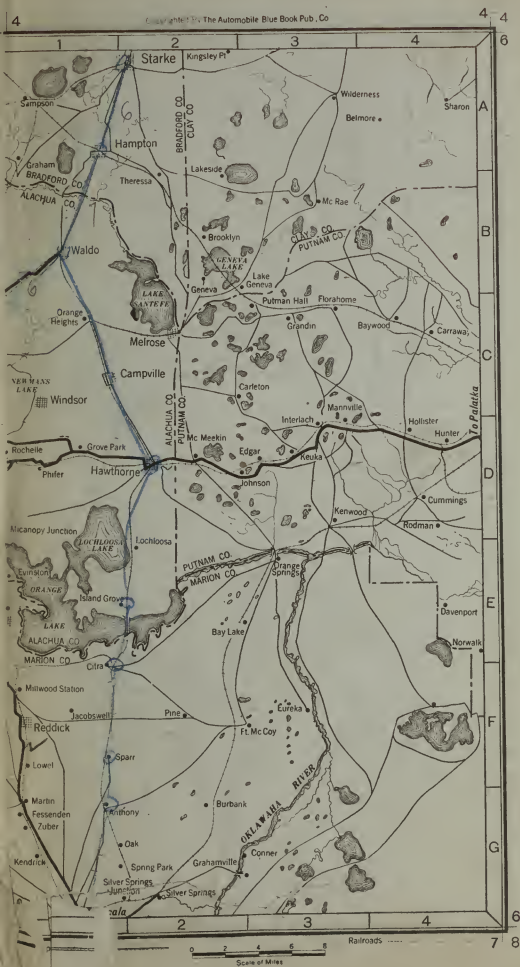 4
Copyrighted By The Automobile Blue Book Pub, Co
4
4
6
1
2
3
4
Starke
Kingsley Pt
A
Sampson
6
Wilderness
Sharon
Belmore
Hampton
BRADFORD CO
CLAY CO
Graham
BRADFORD CO
ALACHUA CO
Theressa
Lakeside
Mc Rae
B
Brooklyn
CLAY CO
PUTNAM CO
Waldo
GENEVA
LAKE
Lake
Geneva
Geneva
6
LAKE
SANTE FE
Putman Hall
Florahome
Orange
Heights
Grandin
Baywood
Carrawa
Melrose
C
Campville
NEWMANS
LAKE
Carleton
Windsor
ALACHUA CO
PUTNAM CO
Mannville
Interlach
Hollister
To Palatka
Rochelle
Grove Park
Mc Meekin
Edgar
Hunter
Keuka
D
Phifer
Hawthorne
Johnson
Cummings
Kenwood
Rodman
Micanopy Junction
LOCHLOOSA
LAKE
Lochloosa
PUTNAM CO.
MARION CO
Orange
Springs
Evinston
ORANGE
LAKE
Island Grove
E
Davenport
ALACHUA CO
MARION CO
Bay Lake
Norwalk
Citra
Millwood Station
Jacobswell
Pine
Eureka
F
Reddick
Ft. Mc Coy
Lowel
Sparr
Martin
Fessenden
Zuber
Anthony
Burbank
OKLAWAHA RIVER
Oak
G
Kendrick
Spring Park
Grahamville
Conner
Silver Springs
Junction
Silver Springs
cala
2
3
4
6
7
8
Railroads
0 2 4 6 8
Scale of Miles